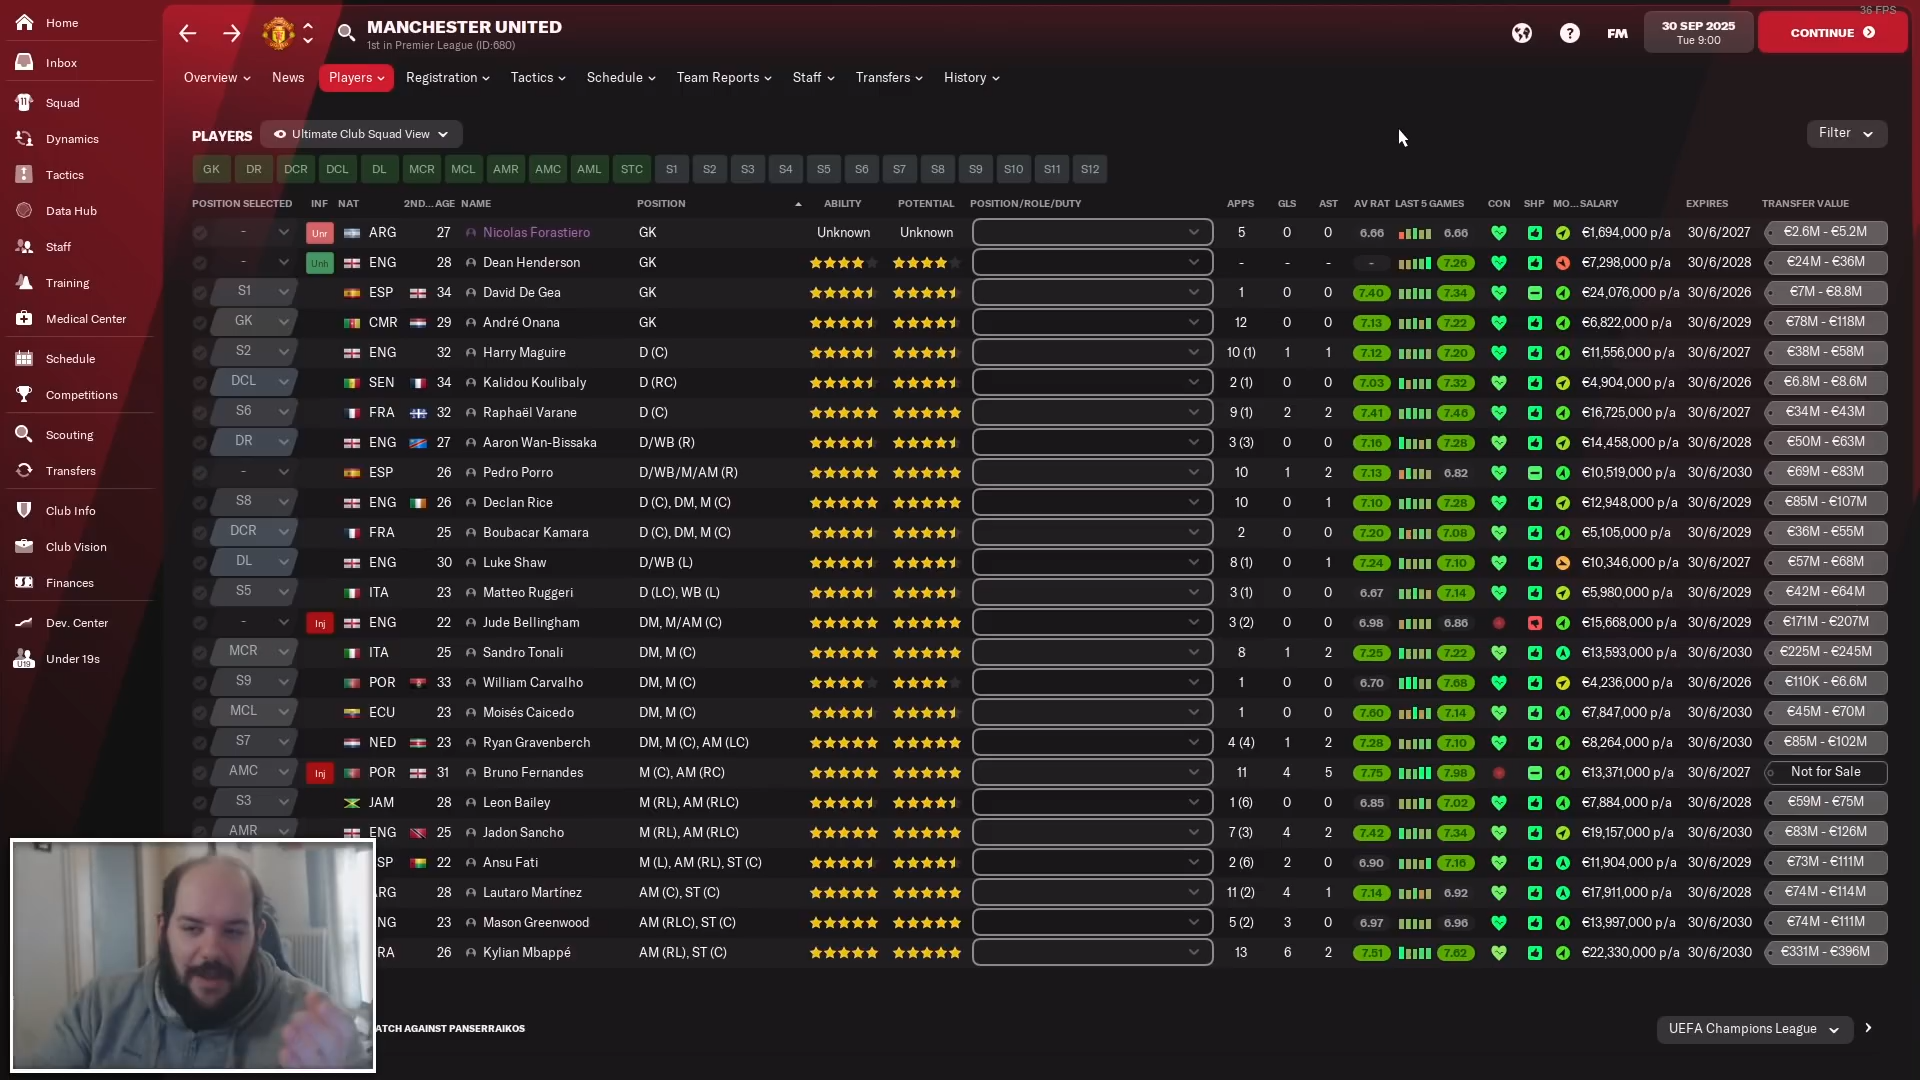 36 FPS
Home
Inbox
Squad
Dynamics
Tactics
Data Hub
Staff
Training
Medical Center
Schedule
Competitions
Scouting
Transfers
Club Info
Club Vision
Finances
Dev. Center
Under 19s
MANCHESTER UNITED
1st in Premier League (ID:680)
FM
30 SEP 2025
Tue 9:00
CONTINUE
Overview News Players Registration Tactics Schedule Team Reports Staff Transfers History
PLAYERS Ultimate Club Squad View Filter
GK DR DCR DCL DL MCR MCL AMR AMC AML STC S1 S2 S3 S4 S5 S6 S7 S8 S9 S10 S11 S12
POSITION SELECTED INF NAT 2ND... AGE NAME POSITION ABILITY POTENTIAL POSITION/ROLE/DUTY APPS GLS AST AV RAT LAST 5 GAMES CON SHP MO... SALARY EXPIRES TRANSFER VALUE
- Unr ARG 27 Nicolas Forastiero GK Unknown Unknown 5 0 0 6.66 6.66 €1,694,000 p/a 30/6/2027 €2.6M - €5.2M
- Unh ENG 28 Dean Henderson GK - - - - 7.26 €7,298,000 p/a 30/6/2028 €24M - €36M
S1 ESP 34 David De Gea GK 1 0 0 7.40 7.34 €24,076,000 p/a 30/6/2026 €7M - €8.8M
GK CMR 29 André Onana GK 12 0 0 7.13 7.22 €6,822,000 p/a 30/6/2029 €78M - €118M
S2 ENG 32 Harry Maguire D (C) 10 (1) 1 1 7.12 7.20 €11,556,000 p/a 30/6/2027 €38M - €58M
DCL SEN 34 Kalidou Koulibaly D (RC) 2 (1) 0 0 7.03 7.32 €4,904,000 p/a 30/6/2026 €6.8M - €8.6M
S6 FRA 32 Raphaël Varane D (C) 9 (1) 2 2 7.41 7.46 €16,725,000 p/a 30/6/2027 €34M - €43M
DR ENG 27 Aaron Wan-Bissaka D/WB (R) 3 (3) 0 0 7.16 7.28 €14,458,000 p/a 30/6/2028 €50M - €63M
- ESP 26 Pedro Porro D/WB/M/AM (R) 10 1 2 7.13 6.82 €10,519,000 p/a 30/6/2030 €69M - €83M
S8 ENG 26 Declan Rice D (C), DM, M (C) 10 0 1 7.10 7.28 €12,948,000 p/a 30/6/2029 €85M - €107M
DCR FRA 25 Boubacar Kamara D (C), DM, M (C) 2 0 0 7.20 7.08 €5,105,000 p/a 30/6/2029 €36M - €55M
DL ENG 30 Luke Shaw D/WB (L) 8 (1) 0 1 7.24 7.10 €10,346,000 p/a 30/6/2027 €57M - €68M
S5 ITA 23 Matteo Ruggeri D (LC), WB (L) 3 (1) 0 0 6.67 7.14 €5,980,000 p/a 30/6/2029 €42M - €64M
- Inj ENG 22 Jude Bellingham DM, M/AM (C) 3 (2) 0 0 6.98 6.86 €15,668,000 p/a 30/6/2029 €171M - €207M
MCR ITA 25 Sandro Tonali DM, M (C) 8 1 2 7.25 7.22 €13,593,000 p/a 30/6/2030 €225M - €245M
S9 POR 33 William Carvalho DM, M (C) 1 0 0 6.70 7.68 €4,236,000 p/a 30/6/2026 €110K - €6.6M
MCL ECU 23 Moisés Caicedo DM, M (C) 1 0 0 7.60 7.14 €7,847,000 p/a 30/6/2030 €45M - €70M
S7 NED 23 Ryan Gravenberch DM, M (C), AM (LC) 4 (4) 1 2 7.28 7.10 €8,264,000 p/a 30/6/2030 €85M - €102M
AMC Inj POR 31 Bruno Fernandes M (C), AM (RC) 11 4 5 7.75 7.98 €13,371,000 p/a 30/6/2027 Not for Sale
S3 JAM 28 Leon Bailey M (RL), AM (RLC) 1 (6) 0 0 6.85 7.02 €7,884,000 p/a 30/6/2028 €59M - €75M
AMR ENG 25 Jadon Sancho M (RL), AM (RLC) 7 (3) 4 2 7.42 7.34 €19,157,000 p/a 30/6/2030 €83M - €126M
SP 22 Ansu Fati M (L), AM (RL), ST (C) 2 (6) 2 0 6.90 7.16 €11,904,000 p/a 30/6/2029 €73M - €111M
RG 28 Lautaro Martínez AM (C), ST (C) 11 (2) 4 1 7.14 6.92 €17,911,000 p/a 30/6/2028 €74M - €114M
NG 23 Mason Greenwood AM (RLC), ST (C) 5 (2) 3 0 6.97 6.96 €13,997,000 p/a 30/6/2030 €74M - €111M
RA 26 Kylian Mbappé AM (RL), ST (C) 13 6 2 7.51 7.62 €22,330,000 p/a 30/6/2030 €331M - €396M
ATCH AGAINST PANSERRAIKOS
UEFA Champions League